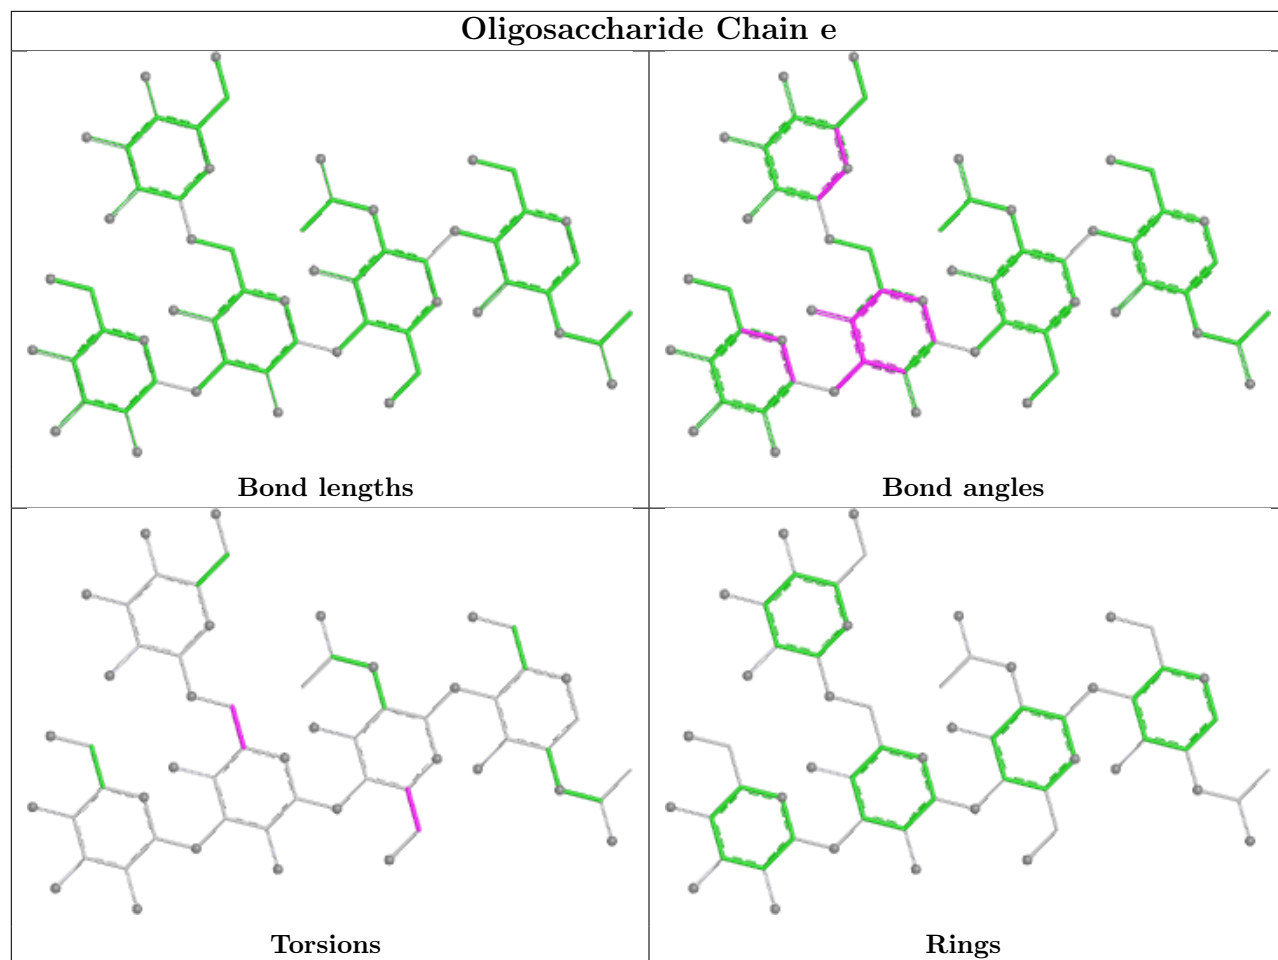 Oligosaccharide Chain e
Bond lengths
Bond angles
Torsions
Rings